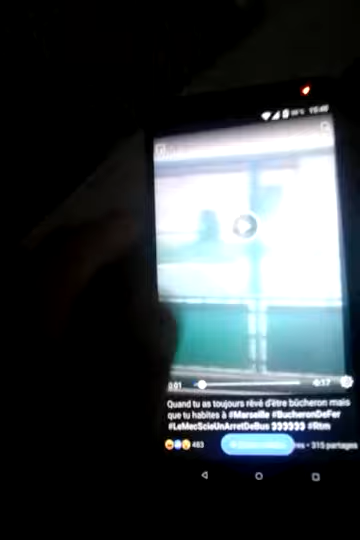 0:01 -0:17
Quand tu as toujours rêvé d'être bûcheron mais
que tu habites à #Marseille #BucheronDeFer
#LeMecScieUnArretDeBus #Rtm
463 315 partages